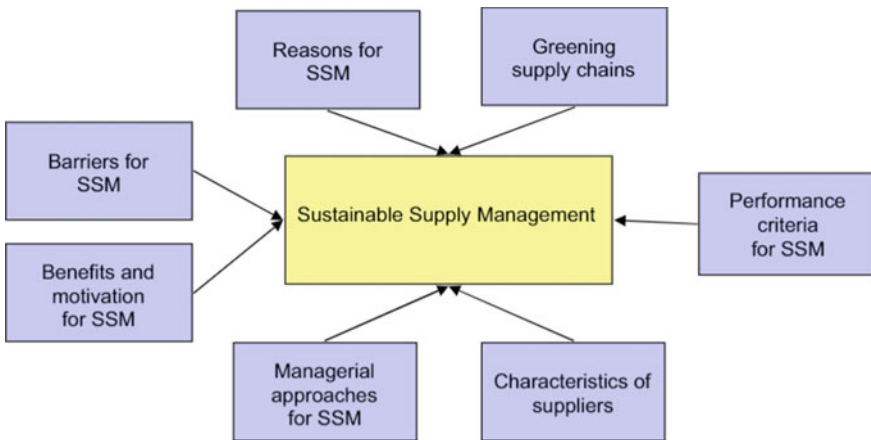 Reasons for
SSM
Greening
supply chains
Barriers for
SSM
Sustainable Supply Management
Performance
criteria
for SSM
Benefits and
motivation
for SSM
Managerial
approaches
for SSM
Characteristics of
suppliers